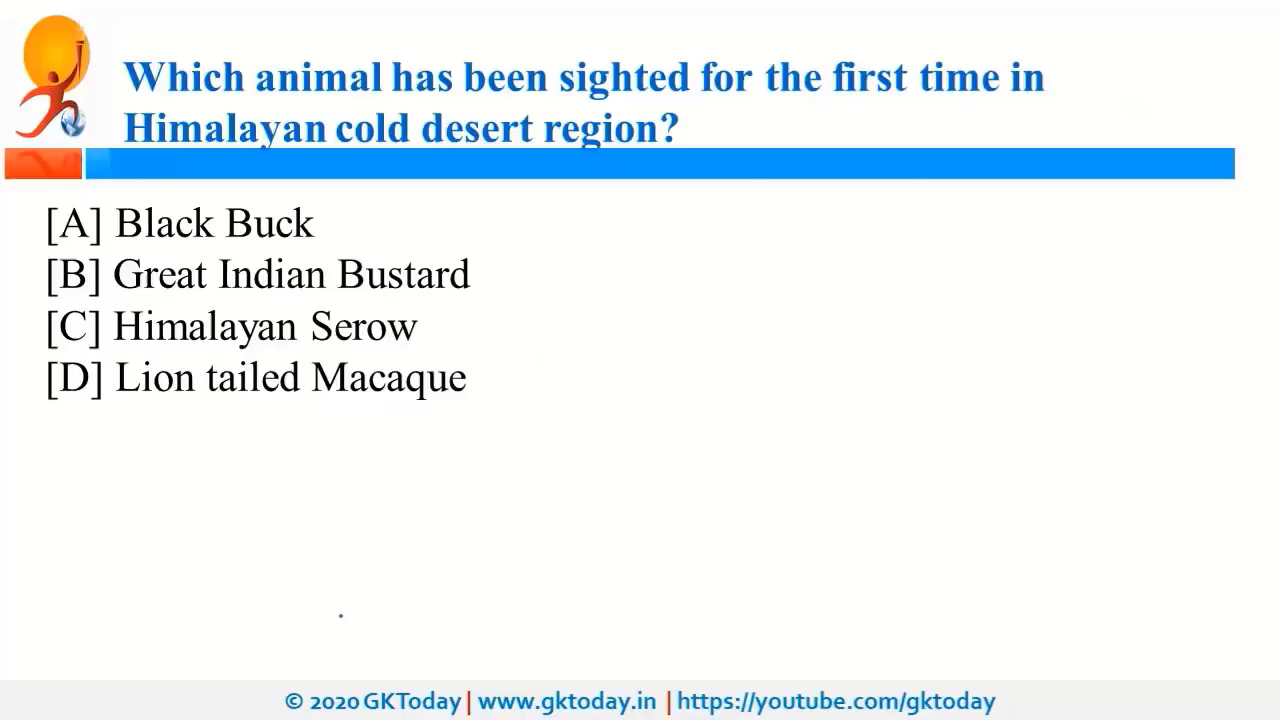 Which animal has been sighted for the first time in
Himalayan cold desert region?
[A] Black Buck
[B] Great Indian Bustard
[C] Himalayan Serow
[D] Lion tailed Macaque
© 2020 GKToday | www.gktoday.in | https://youtube.com/gktoday